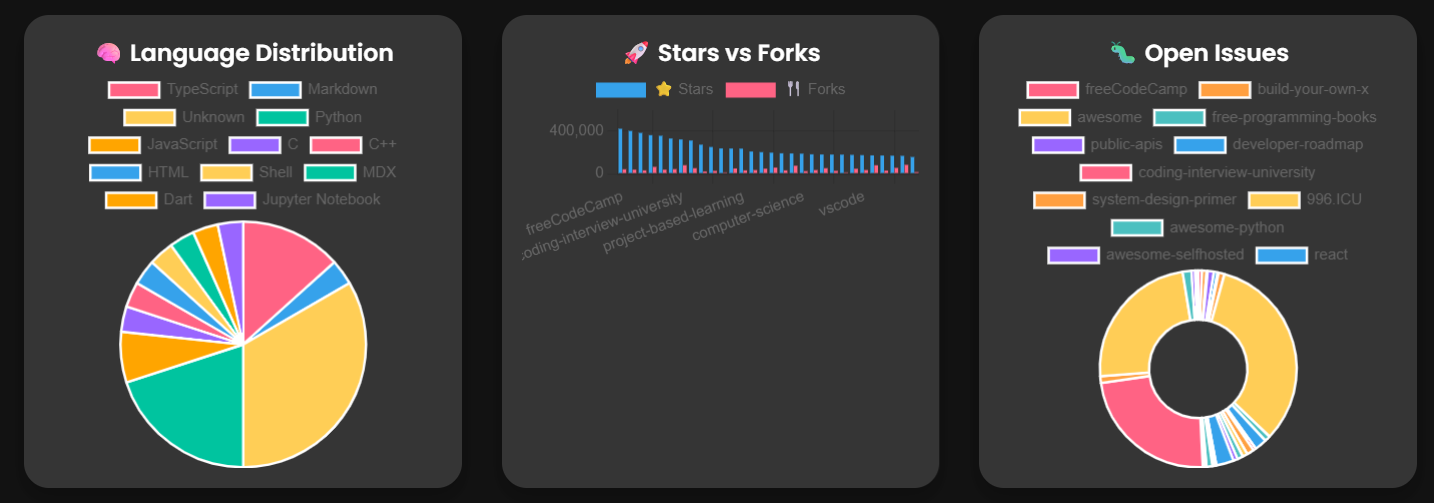 🧠 Language Distribution
TypeScript Markdown
Unknown Python
JavaScript C C++
HTML Shell MDX
Dart Jupyter Notebook
🚀 Stars vs Forks
⭐ Stars 🍴 Forks
400,000
0
freeCodeCamp
coding-interview-university
project-based-learning
computer-science
vscode
🐛 Open Issues
freeCodeCamp build-your-own-x
awesome free-programming-books
public-apis developer-roadmap
coding-interview-university
system-design-primer 996.ICU
awesome-python
awesome-selfhosted react